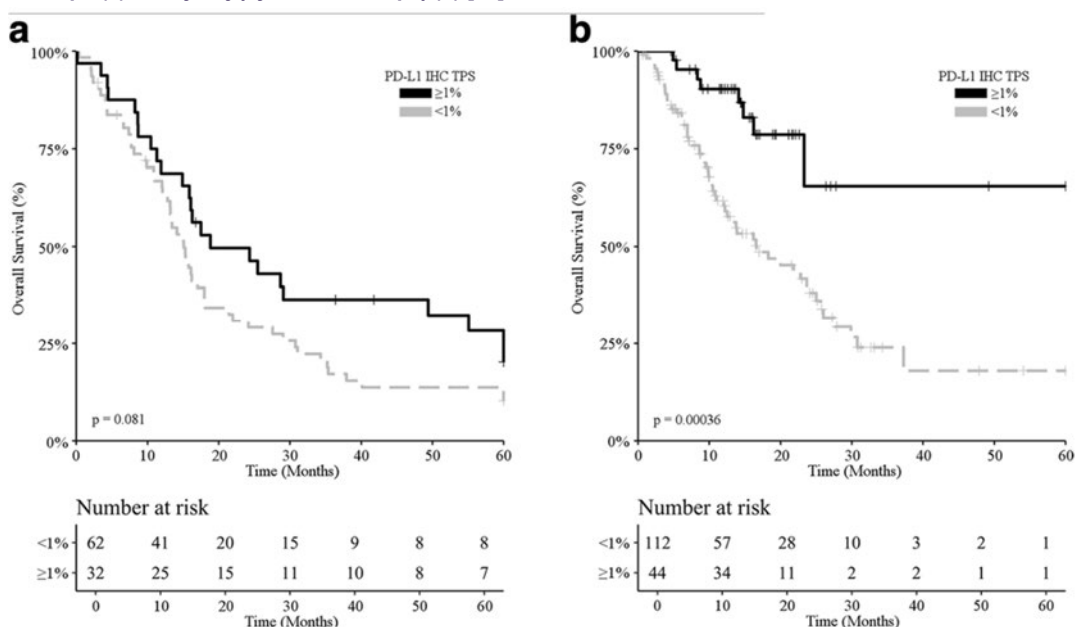 a
100%
75%
50%
25%
0%
Overall Survival (%)
PD-L1 IHC TPS
≥1%
<1%
p = 0.081
0 10 20 30 40 50 60
Time (Months)
Number at risk
<1% 62 41 20 15 9 8 8
≥1% 32 25 15 11 10 8 7
0 10 20 30 40 50 60
Time (Months)
b
100%
75%
50%
25%
0%
Overall Survival (%)
PD-L1 IHC TPS
≥1%
<1%
p = 0.00036
0 10 20 30 40 50 60
Time (Months)
Number at risk
<1% 112 57 28 10 3 2 1
≥1% 44 34 11 2 2 1 1
0 10 20 30 40 50 60
Time (Months)